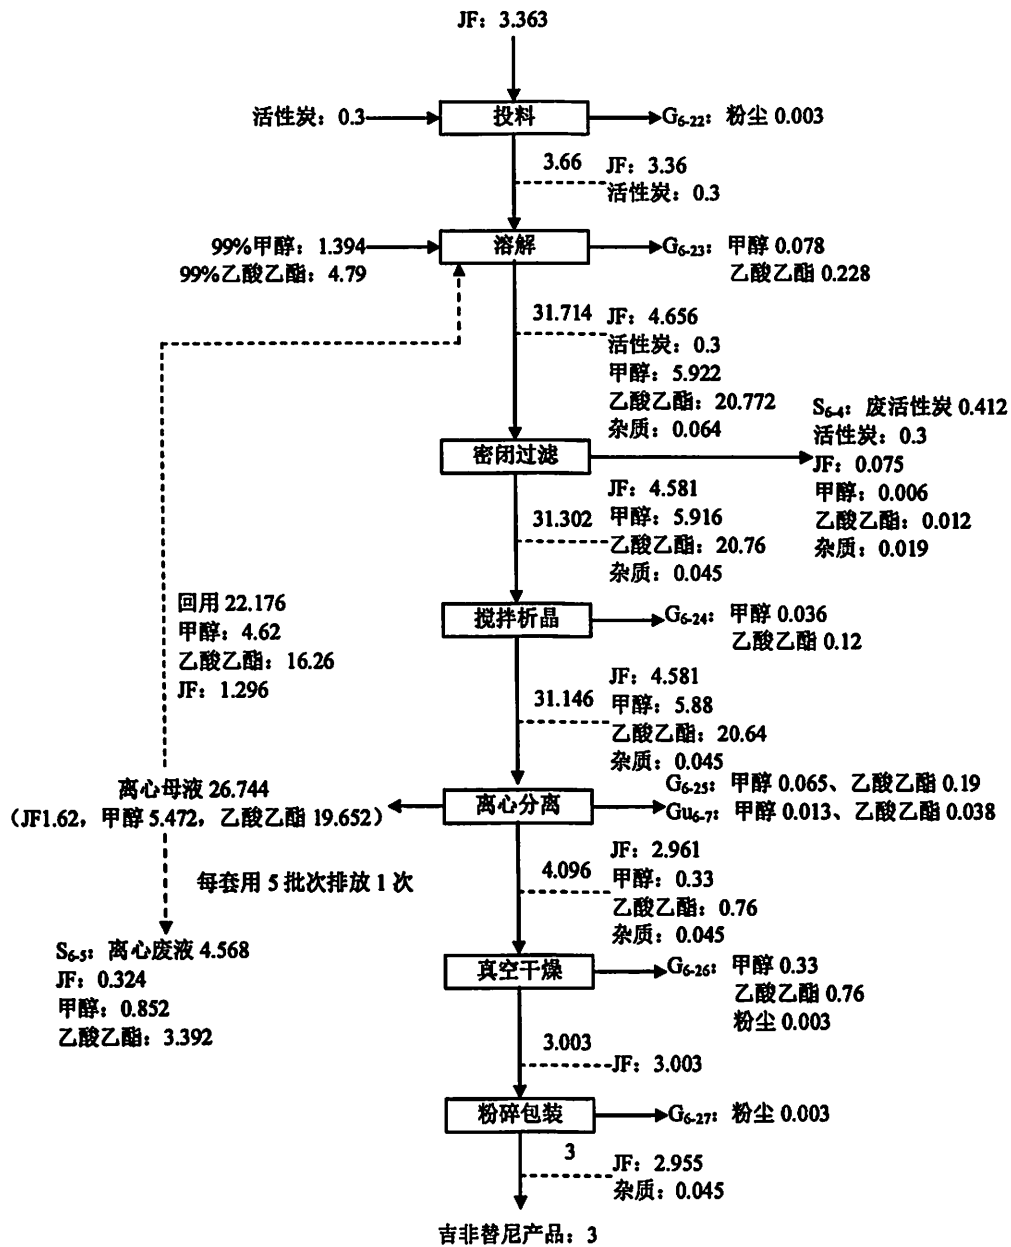 JF：3.363
活性炭：0.3
投料
G6-22：粉尘 0.003
3.66
JF：3.36
活性炭：0.3
99%甲醇：1.394
99%乙酸乙酯：4.79
溶解
G6-23：甲醇 0.078
乙酸乙酯 0.228
31.714
JF：4.656
活性炭：0.3
甲醇：5.922
乙酸乙酯：20.772
杂质：0.064
密闭过滤
S6-4：废活性炭 0.412
活性炭：0.3
JF：0.075
甲醇：0.006
乙酸乙酯：0.012
杂质：0.019
31.302
JF：4.581
甲醇：5.916
乙酸乙酯：20.76
杂质：0.045
回用 22.176
甲醇：4.62
乙酸乙酯：16.26
JF：1.296
搅拌析晶
G6-24：甲醇 0.036
乙酸乙酯 0.12
31.146
JF：4.581
甲醇：5.88
乙酸乙酯：20.64
杂质：0.045
离心母液 26.744
（JF1.62，甲醇 5.472，乙酸乙酯 19.652）
离心分离
G6-25：甲醇 0.065、乙酸乙酯 0.19
Gu6-7：甲醇 0.013、乙酸乙酯 0.038
每套用 5 批次排放 1 次
4.096
JF：2.961
甲醇：0.33
乙酸乙酯：0.76
杂质：0.045
S6-5：离心废液 4.568
JF：0.324
甲醇：0.852
乙酸乙酯：3.392
真空干燥
G6-26：甲醇 0.33
乙酸乙酯 0.76
粉尘 0.003
3.003
JF：3.003
粉碎包装
G6-27：粉尘 0.003
3
JF：2.955
杂质：0.045
吉非替尼产品：3